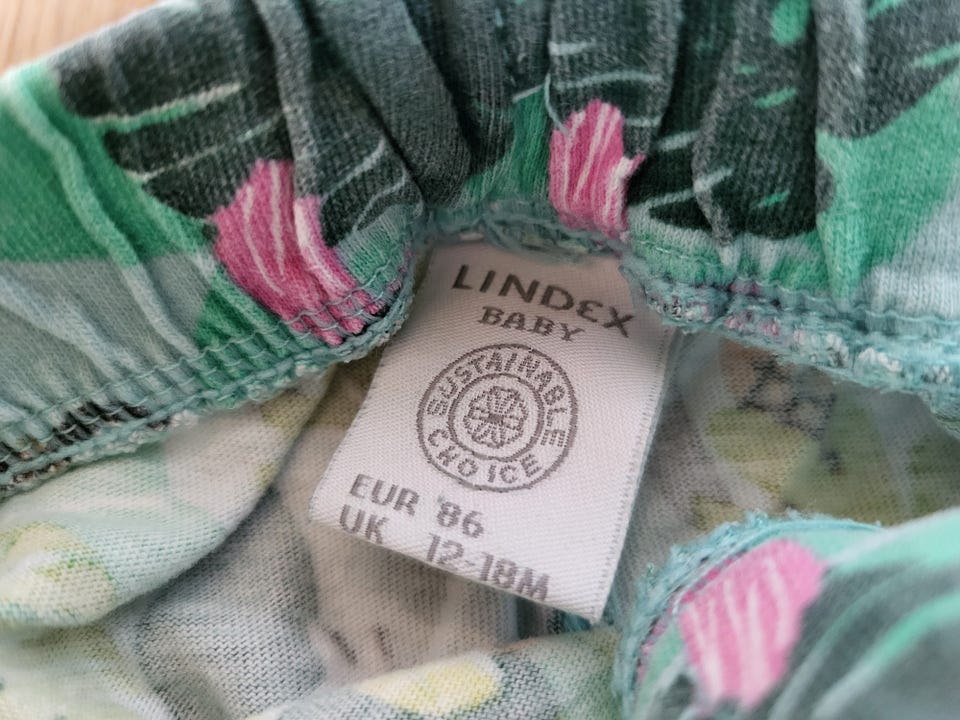 LINDEX
BABY
SUSTAINABLE
CHOICE
EUR 86
UK 12-18M